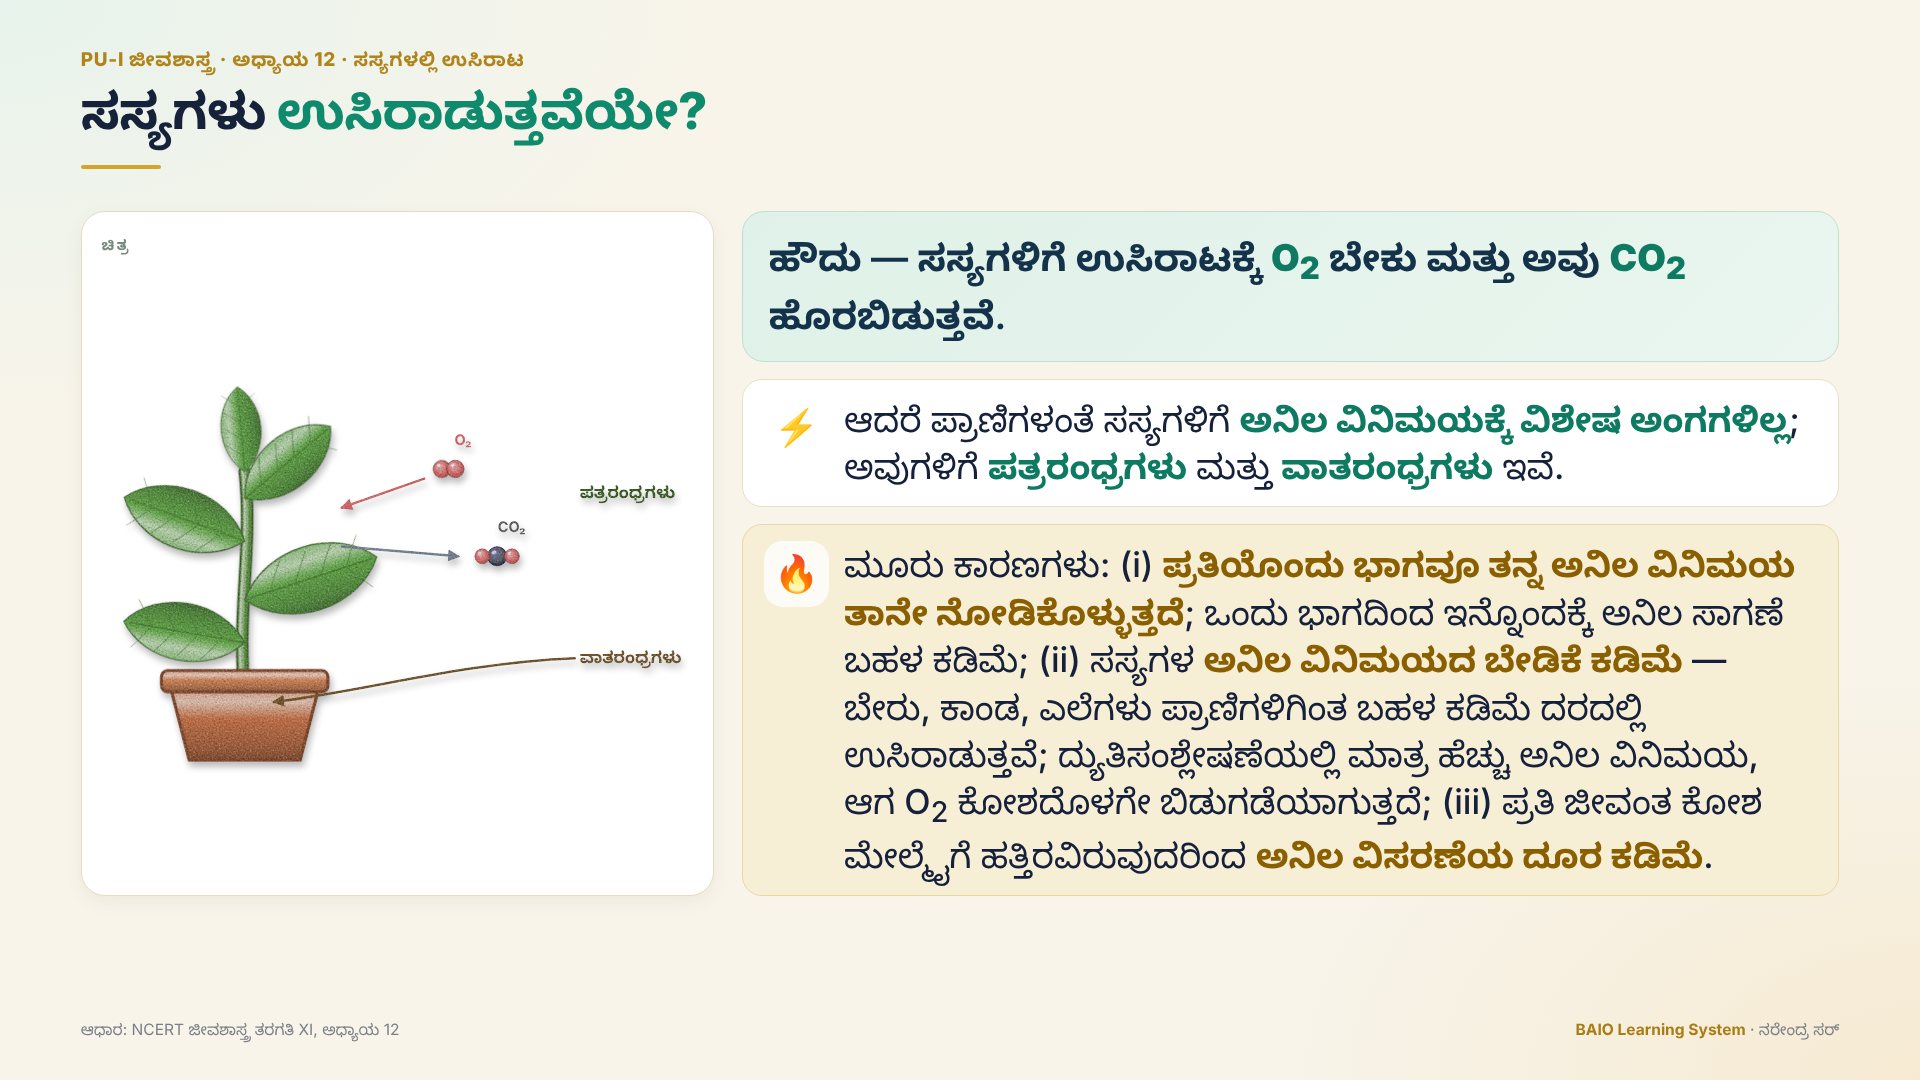 PU-I ಜೀವಶಾಸ್ತ್ರ · ಅಧ್ಯಾಯ 12 · ಸಸ್ಯಗಳಲ್ಲಿ ಉಸಿರಾಟ
ಸಸ್ಯಗಳು ಉಸಿರಾಡುತ್ತವೆಯೇ?
ಚಿತ್ರ
O₂
ಪತ್ರರಂಧ್ರಗಳು
CO₂
ವಾತರಂಧ್ರಗಳು
ಹೌದು — ಸಸ್ಯಗಳಿಗೆ ಉಸಿರಾಟಕ್ಕೆ O₂ ಬೇಕು ಮತ್ತು ಅವು CO₂
ಹೊರಬಿಡುತ್ತವೆ.
⚡ ಆದರೆ ಪ್ರಾಣಿಗಳಂತೆ ಸಸ್ಯಗಳಿಗೆ ಅನಿಲ ವಿನಿಮಯಕ್ಕೆ ವಿಶೇಷ ಅಂಗಗಳಿಲ್ಲ;
ಅವುಗಳಿಗೆ ಪತ್ರರಂಧ್ರಗಳು ಮತ್ತು ವಾತರಂಧ್ರಗಳು ಇವೆ.
🔥 ಮೂರು ಕಾರಣಗಳು: (i) ಪ್ರತಿಯೊಂದು ಭಾಗವೂ ತನ್ನ ಅನಿಲ ವಿನಿಮಯ
ತಾನೇ ನೋಡಿಕೊಳ್ಳುತ್ತದೆ; ಒಂದು ಭಾಗದಿಂದ ಇನ್ನೊಂದಕ್ಕೆ ಅನಿಲ ಸಾಗಣೆ
ಬಹಳ ಕಡಿಮೆ; (ii) ಸಸ್ಯಗಳ ಅನಿಲ ವಿನಿಮಯದ ಬೇಡಿಕೆ ಕಡಿಮೆ —
ಬೇರು, ಕಾಂಡ, ಎಲೆಗಳು ಪ್ರಾಣಿಗಳಿಗಿಂತ ಬಹಳ ಕಡಿಮೆ ದರದಲ್ಲಿ
ಉಸಿರಾಡುತ್ತವೆ; ದ್ಯುತಿಸಂಶ್ಲೇಷಣೆಯಲ್ಲಿ ಮಾತ್ರ ಹೆಚ್ಚು ಅನಿಲ ವಿನಿಮಯ,
ಆಗ O₂ ಕೋಶದೊಳಗೇ ಬಿಡುಗಡೆಯಾಗುತ್ತದೆ; (iii) ಪ್ರತಿ ಜೀವಂತ ಕೋಶ
ಮೇಲ್ಮೈಗೆ ಹತ್ತಿರವಿರುವುದರಿಂದ ಅನಿಲ ವಿಸರಣೆಯ ದೂರ ಕಡಿಮೆ.
ಆಧಾರ: NCERT ಜೀವಶಾಸ್ತ್ರ ತರಗತಿ XI, ಅಧ್ಯಾಯ 12
BAIO Learning System · ನರೇಂದ್ರ ಸರ್